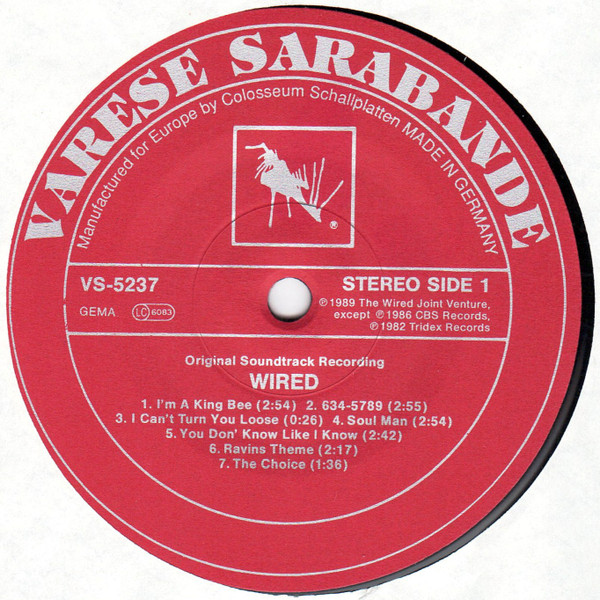 VARESE SARABANDE
Manufactured for Europe by Colosseum Schallplatten MADE IN GERMANY
®
VS-5237
STEREO SIDE 1
GEMA LC 6083
℗ 1989 The Wired Joint Venture,
except ℗ 1986 CBS Records,
℗ 1982 Tridex Records
Original Soundtrack Recording
WIRED
1. I'm A King Bee (2:54) 2. 634-5789 (2:55)
3. I Can't Turn You Loose (0:26) 4. Soul Man (2:54)
5. You Don' Know Like I Know (2:42)
6. Ravins Theme (2:17)
7. The Choice (1:36)